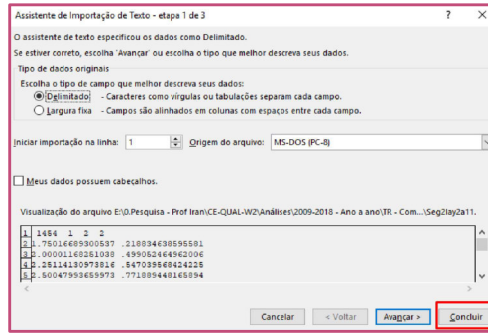 Assistente de Importação de Texto - etapa 1 de 3 ? ×
O assistente de texto especificou os dados como Delimitado.
Se estiver correto, escolha 'Avançar' ou escolha o tipo que melhor descreva seus dados.
Tipo de dados originais
Escolha o tipo de campo que melhor descreva seus dados:
Delimitado - Caracteres como vírgulas ou tabulações separam cada campo.
Largura fixa - Campos são alinhados em colunas com espaços entre cada campo.
Iniciar importação na linha: 1 Origem do arquivo: MS-DOS (PC-8)
Meus dados possuem cabeçalhos.
Visualização do arquivo E:\0.Pesquisa - Prof Iran\CE-QUAL-W2\Análises\2009-2018 - Ano a ano\TR - Com...\Seg2lay2a11.
1 1454 1 2 2
2 1.75016689300537 .218834638595581
3 2.00001168251038 .499052464962006
4 2.25114130973816 .547039568424225
5 2.50047993659973 .771889448165894
Cancelar < Voltar Avançar > Concluir